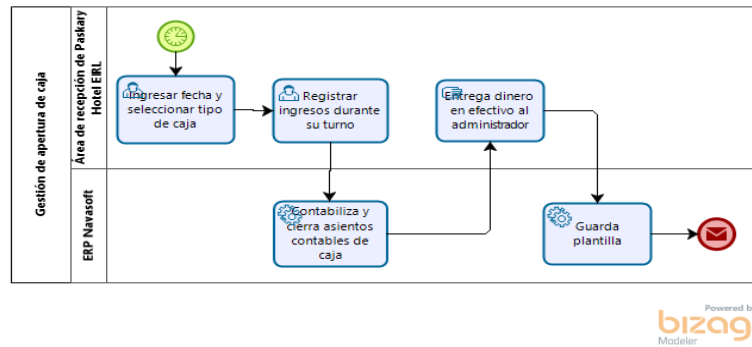 Gestión de apertura de caja
Área de recepción de Paskary
Hotel EIRL
Ingresar fecha y
seleccionar tipo
de caja
Registrar
ingresos durante
su turno
Entrega dinero
en efectivo al
administrador
ERP Navasoft
Contabiliza y
cierra asientos
contables de
caja
Guarda
plantilla
Powered b
bizag
Modeler